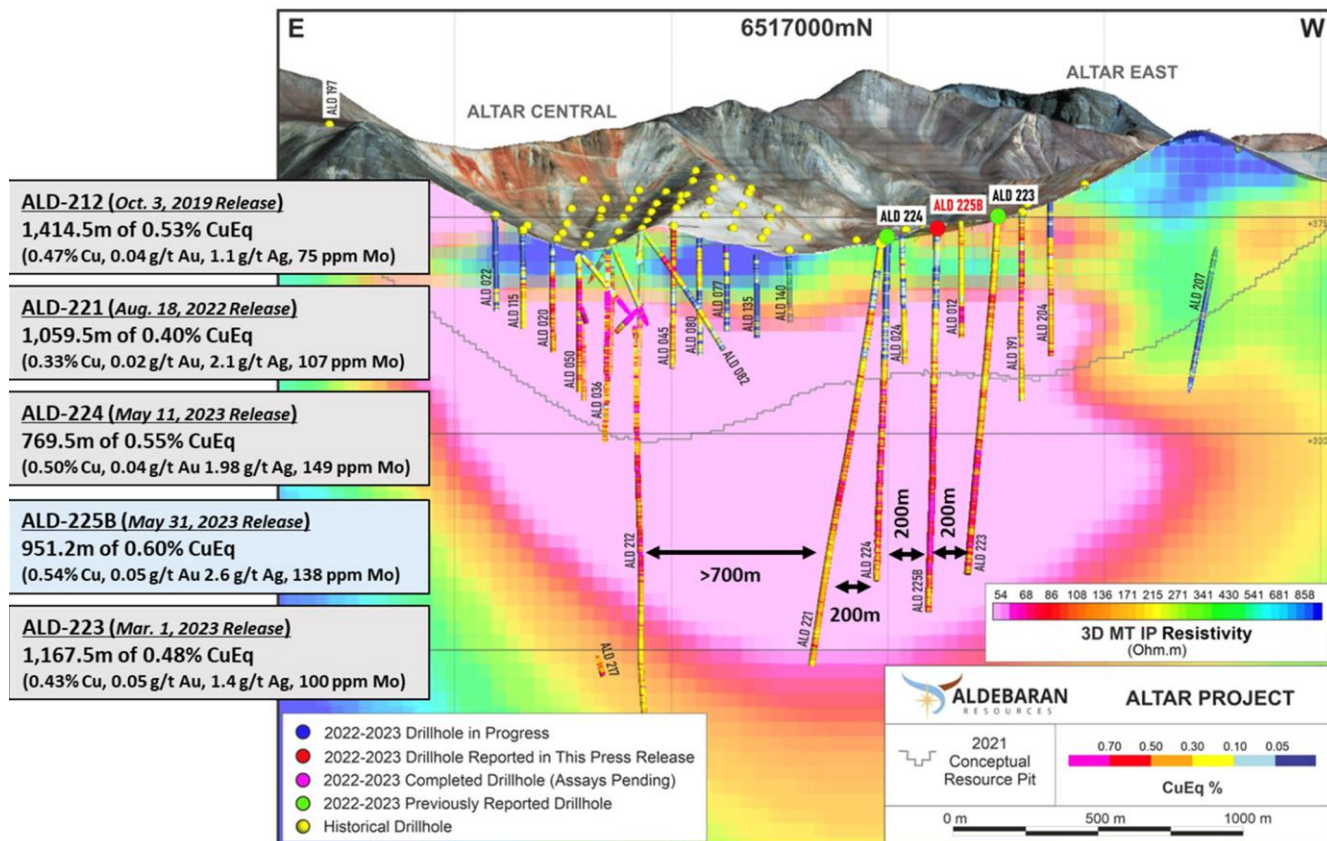 E
6517000mN
W
ALTAR EAST
ALTAR CENTRAL
ALD 197
ALD-212 (Oct. 3, 2019 Release)
1,414.5m of 0.53% CuEq
(0.47% Cu, 0.04 g/t Au, 1.1 g/t Ag, 75 ppm Mo)
ALD-221 (Aug. 18, 2022 Release)
1,059.5m of 0.40% CuEq
(0.33% Cu, 0.02 g/t Au, 2.1 g/t Ag, 107 ppm Mo)
ALD-224 (May 11, 2023 Release)
769.5m of 0.55% CuEq
(0.50% Cu, 0.04 g/t Au 1.98 g/t Ag, 149 ppm Mo)
ALD-225B (May 31, 2023 Release)
951.2m of 0.60% CuEq
(0.54% Cu, 0.05 g/t Au 2.6 g/t Ag, 138 ppm Mo)
ALD-223 (Mar. 1, 2023 Release)
1,167.5m of 0.48% CuEq
(0.43% Cu, 0.05 g/t Au, 1.4 g/t Ag, 100 ppm Mo)
ALD 224
ALD 225B
ALD 223
ALD 022
ALD 115
ALD 020
ALD 050
ALD 036
ALD 045
ALD 080
ALD 082
ALD 077
ALD 135
ALD 140
ALD 024
ALD 012
ALD 191
ALD 204
ALD 207
ALD 212
ALD 217
ALD 221
ALD 224
ALD 225B
ALD 223
>700m
200m
200m
200m
54 68 86 108 136 171 215 271 341 430 541 681 858
3D MT IP Resistivity
(Ohm.m)
2022-2023 Drillhole in Progress
2022-2023 Drillhole Reported in This Press Release
2022-2023 Completed Drillhole (Assays Pending)
2022-2023 Previously Reported Drillhole
Historical Drillhole
ALDEBARAN
RESOURCES
ALTAR PROJECT
2021
Conceptual
Resource Pit
0.70 0.50 0.30 0.10 0.05
CuEq %
0 m 500 m 1000 m